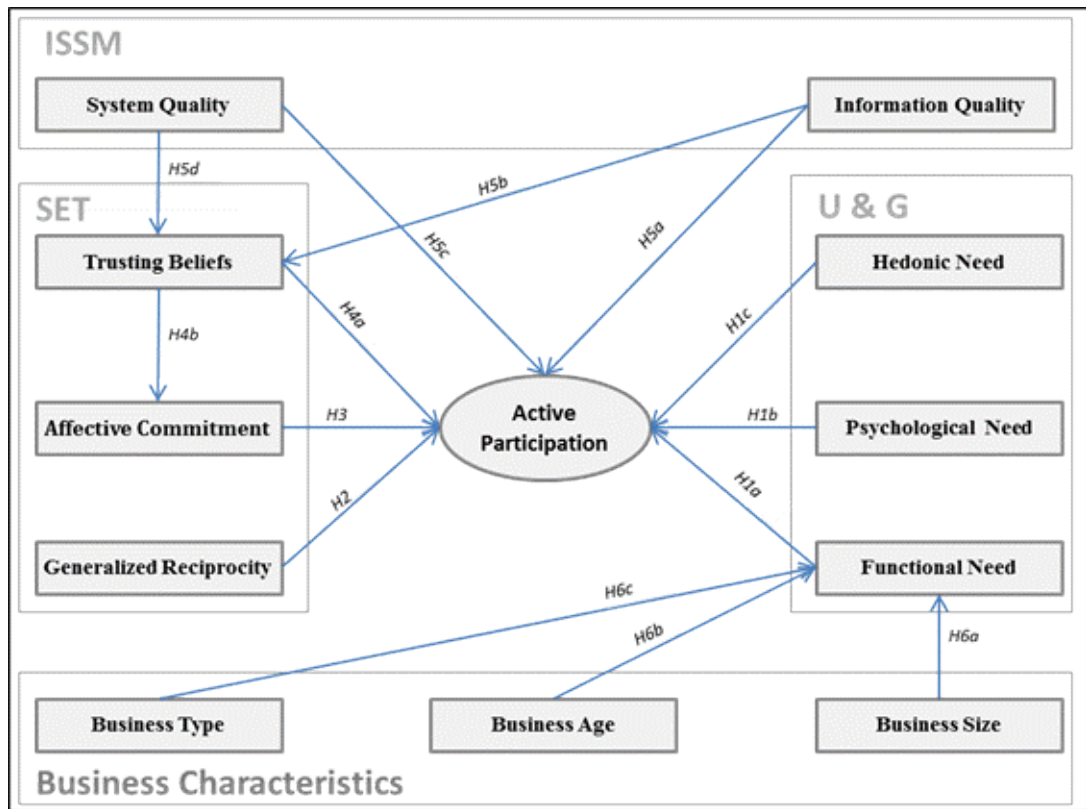 ISSM
System Quality
Information Quality
H5d
H5b
SET
U & G
H5c
H5a
Trusting Beliefs
Hedonic Need
H4a
H1c
H4b
Active
Participation
Affective Commitment
H3
H1b
Psychological Need
H1a
H2
Generalized Reciprocity
Functional Need
H6c
H6b
H6a
Business Type
Business Age
Business Size
Business Characteristics